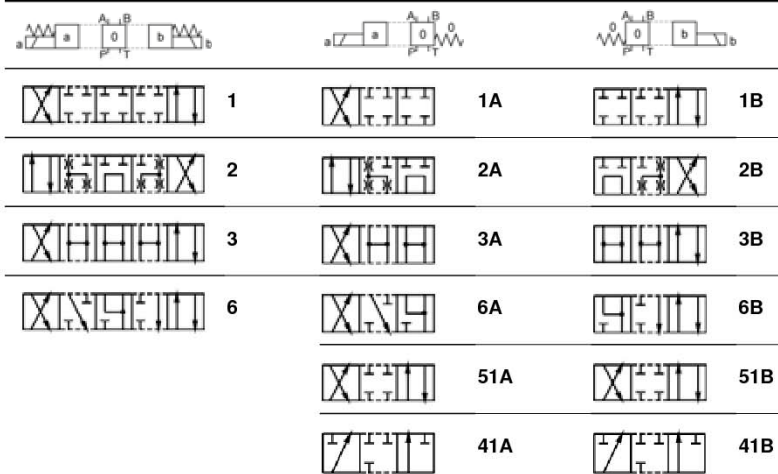 A B A B A B
a a 0 b b a a 0 0 0 0 b b
P T P T P T
1 1A 1B
2 2A 2B
3 3A 3B
6 6A 6B
51A 51B
41A 41B